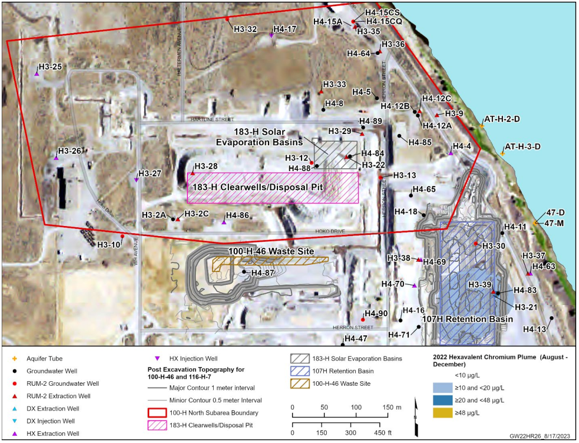 H3-32
H4-15CS
H4-15A
H4-15CQ
H4-17
H3-35
H3-36
H4-64
H3-25
H3-33
H4-5
H4-8
H4-12B
H4-12C
H3-9
H4-12A
H4-89
183-H Solar
Evaporation Basins
H3-29
H4-85
AT-H-2-D
AT-H-3-D
H4-4
H3-26
H3-12
H4-84
H3-28
H4-88
H3-22
H3-27
H3-13
183-H Clearwells/Disposal Pit
H4-65
H3-2A
H3-2C
H4-86
H4-18
47-D
47-M
H3-10
HOKO DRIVE
H4-11
100-H-46 Waste Site
H3-30
H4-87
H3-38
H4-69
H3-37
H4-63
H4-70
H3-39
H4-83
H3-21
H4-90
H4-16
107H Retention Basin
H4-13
HERRON STREET
H4-71
H4-47
Aquifer Tube
Groundwater Well
RUM-2 Groundwater Well
RUM-2 Extraction Well
DX Extraction Well
DX Injection Well
HX Extraction Well
HX Injection Well
Post Excavation Topography for
100-H-46 and 116-H-7
Major Contour 1 meter Interval
Minor Contour 0.5 meter Interval
100-H North Subarea Boundary
183-H Clearwells/Disposal Pit
183-H Solar Evaporation Basins
107H Retention Basin
100-H-46 Waste Site
0 50 100 150 m
0 150 300 450 ft
2022 Hexavalent Chromium Plume (August -
December)
<10 µg/L
≥10 and <20 µg/L
≥20 and <48 µg/L
≥48 µg/L
GW22HR26_8/17/2023